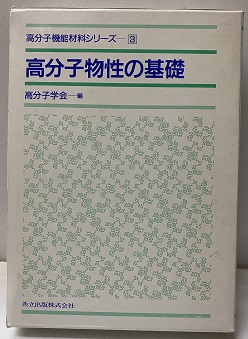 高分子機能材料シリーズ—3
高分子物性の基礎
高分子学会—編
共立出版株式会社